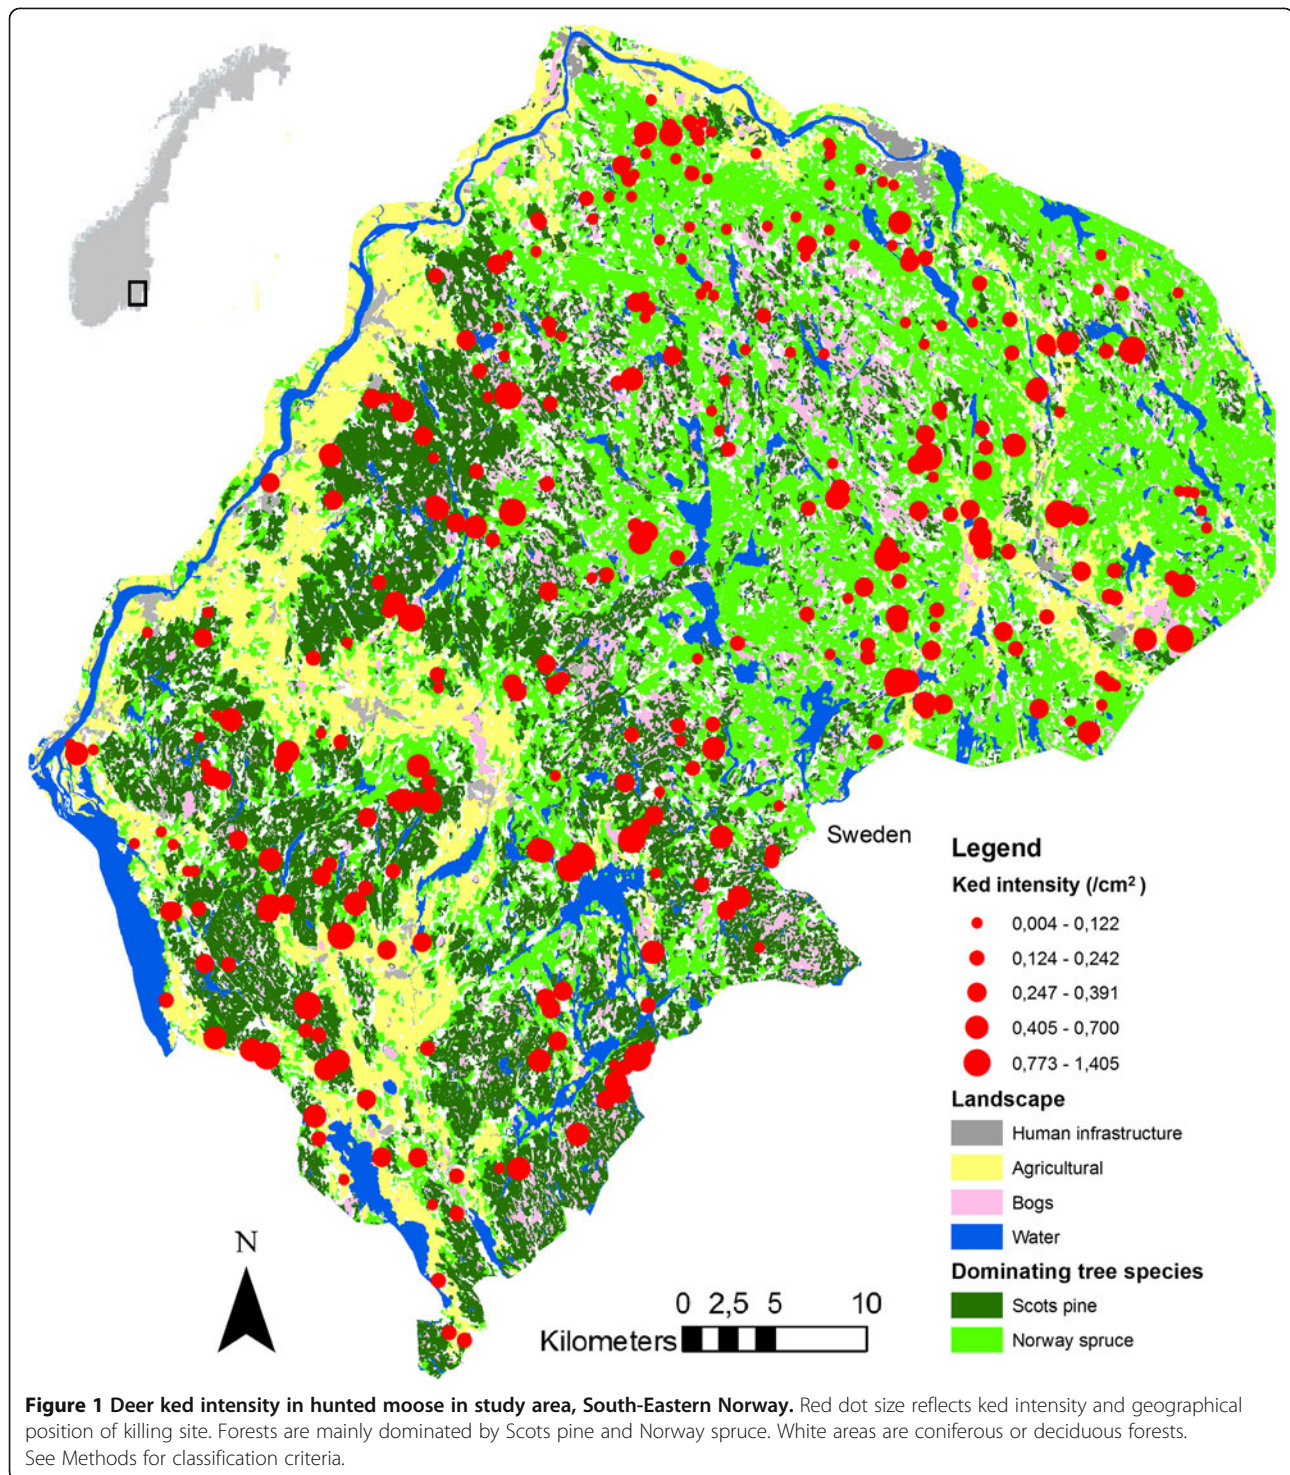 Sweden
Legend
Ked intensity (/cm²)
0,004 - 0,122
0,124 - 0,242
0,247 - 0,391
0,405 - 0,700
0,773 - 1,405
Landscape
Human infrastructure
Agricultural
Bogs
Water
Dominating tree species
Scots pine
Norway spruce
N
0 2,5 5 10
Kilometers
Figure 1 Deer ked intensity in hunted moose in study area, South-Eastern Norway. Red dot size reflects ked intensity and geographical
position of killing site. Forests are mainly dominated by Scots pine and Norway spruce. White areas are coniferous or deciduous forests.
See Methods for classification criteria.